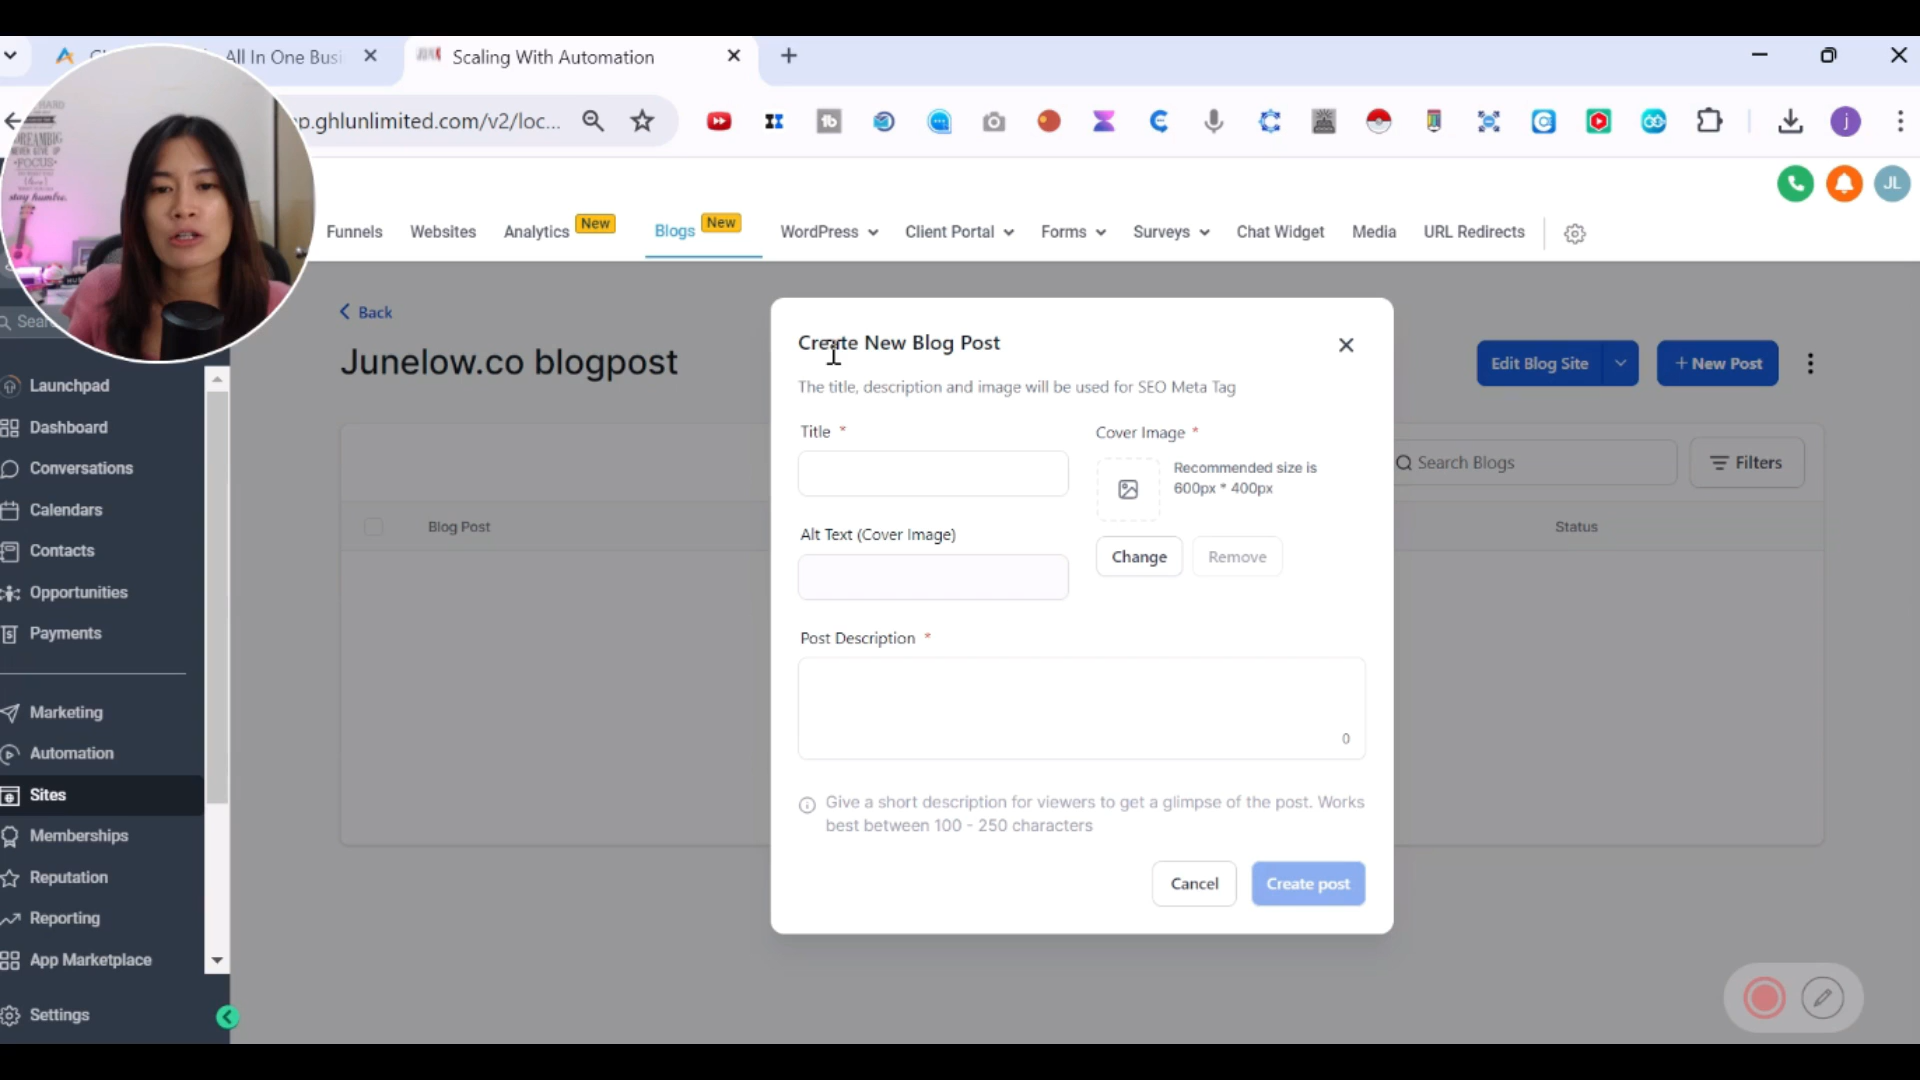 All In One Busi
Scaling With Automation
p.ghlunlimited.com/v2/loc...
JL
Funnels
Websites
Analytics New
Blogs New
WordPress
Client Portal
Forms
Surveys
Chat Widget
Media
URL Redirects
Back
Junelow.co blogpost
Edit Blog Site
+ New Post
Search Blogs
Filters
Blog Post
Status
Launchpad
Dashboard
Conversations
Calendars
Contacts
Opportunities
Payments
Marketing
Automation
Sites
Memberships
Reputation
Reporting
App Marketplace
Settings
Create New Blog Post
The title, description and image will be used for SEO Meta Tag
Title *
Cover Image *
Recommended size is
600px * 400px
Alt Text (Cover Image)
Change
Remove
Post Description *
0
Give a short description for viewers to get a glimpse of the post. Works
best between 100 - 250 characters
Cancel
Create post